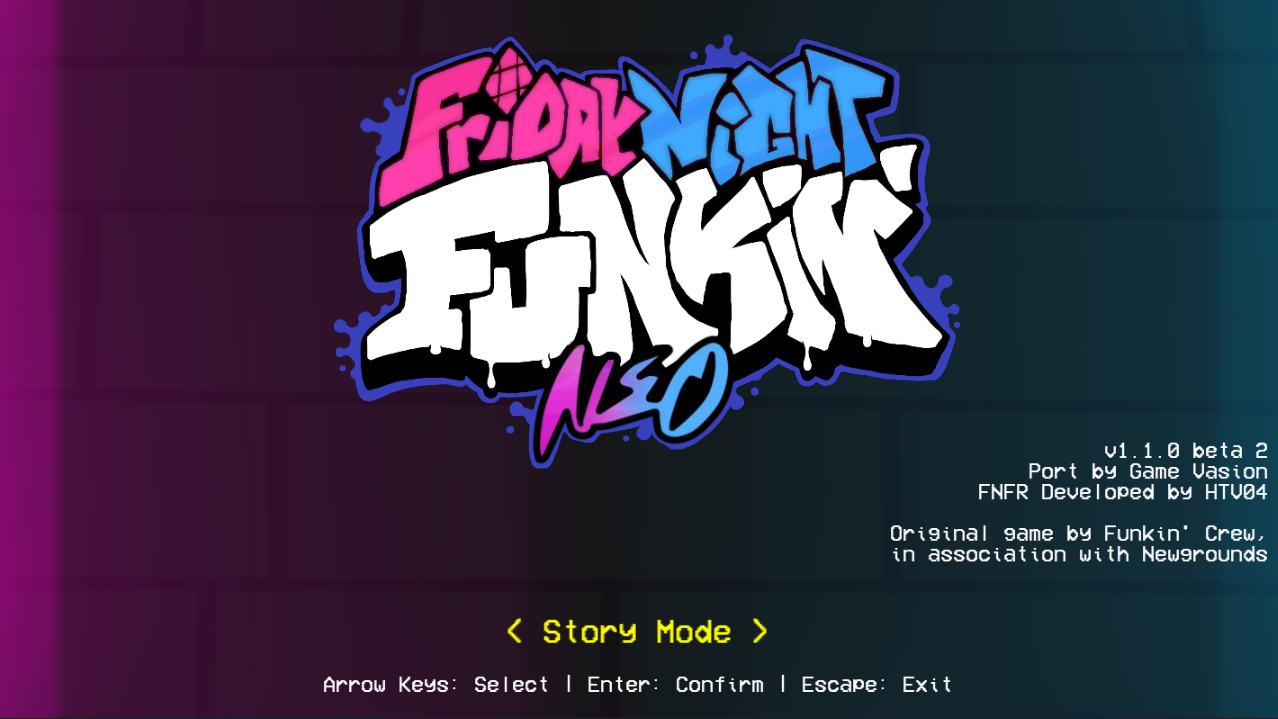 FRiDAY NiGHT
FUNKiN'
NEO
v1.1.0 beta 2
Port by Game Vasion
FNFR Developed by HTV04
Original game by Funkin' Crew,
in association with Newgrounds
< Story Mode >
Arrow Keys: Select | Enter: Confirm | Escape: Exit